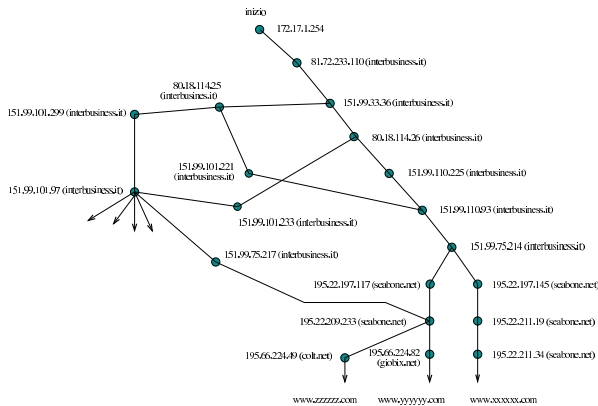 inizio
172.17.1.254
81.72.233.110 (interbusiness.it)
80.18.114.25
(interbusines.it)
151.99.33.36 (interbusiness.it)
151.99.101.299 (interbusiness.it)
80.18.114.26 (interbusiness.it)
151.99.101.221
(interbusiness.it)
151.99.110.225 (interbusiness.it)
151.99.101.97 (interbusiness.it)
151.99.101.233 (interbusiness.it)
151.99.110.93 (interbusiness.it)
151.99.75.217 (interbusiness.it)
151.99.75.214 (interbusiness.it)
195.22.197.117 (seabone.net)
195.22.197.145 (seabone.net)
195.22.209.233 (seabone.net)
195.22.211.19 (seabone.net)
195.66.224.49 (colt.net)
195.66.224.82
(giobix.net)
195.22.211.34 (seabone.net)
www.zzzzzz.com
www.yyyyyy.com
www.xxxxxx.com